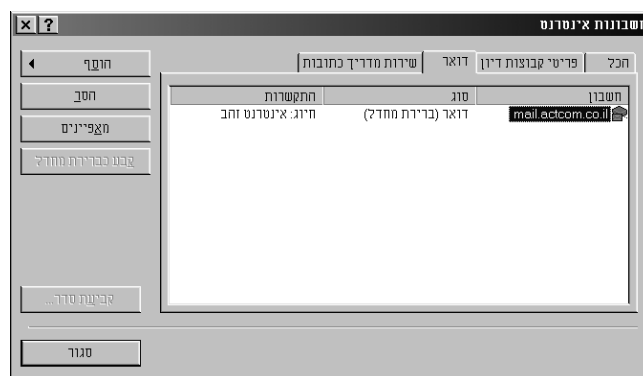 חשבונות אינטרנט
הכל
פריטי קבוצות דיון
דואר
שירות מדריך כתובות
חשבון
סוג
התקשרות
mail.actcom.co.il
דואר (ברירת מחדל)
חיוג: אינטרנט זהב
הוסף
הסר
מאפיינים
קבע כברירת מחדל
קביעת סדר...
סגור